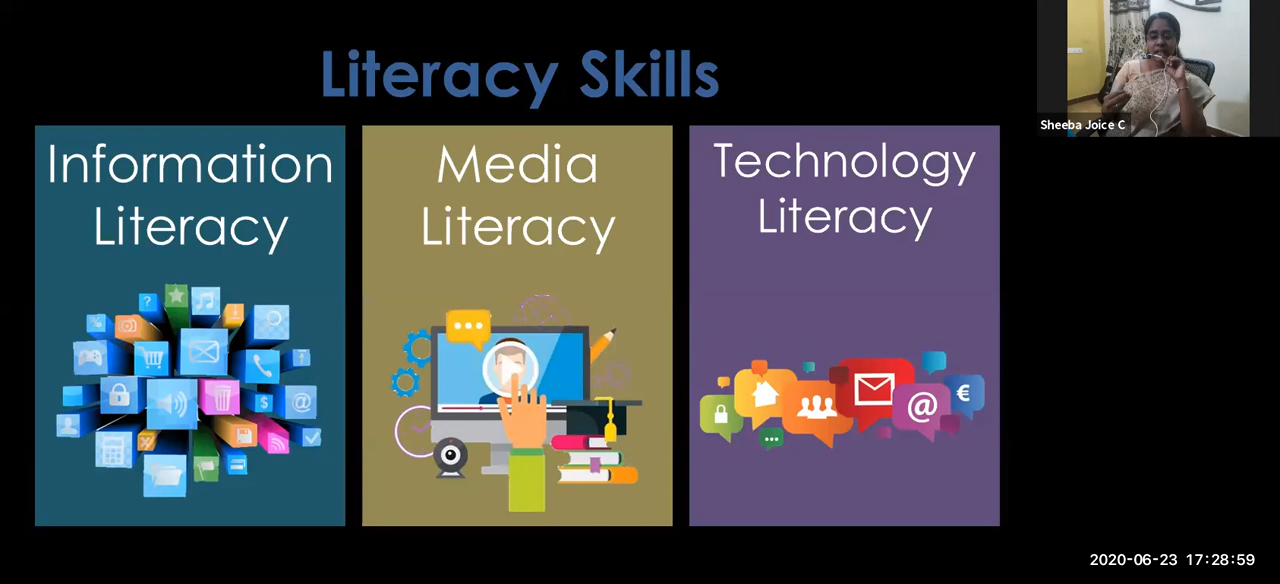 Literacy Skills
Information
Literacy
Media
Literacy
Technology
Literacy
Sheeba Joice C
2020-06-23 17:28:59